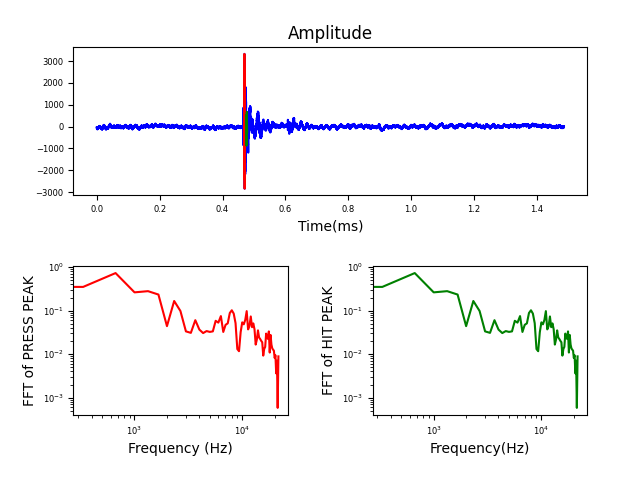 Amplitude
3000
2000
1000
0
−1000
−2000
−3000
0.0 0.2 0.4 0.6 0.8 1.0 1.2 1.4
Time(ms)
FFT of PRESS PEAK
10⁰
10⁻¹
10⁻²
10⁻³
10³ 10⁴
Frequency (Hz)
FFT of HIT PEAK
10⁰
10⁻¹
10⁻²
10⁻³
10³ 10⁴
Frequency(Hz)